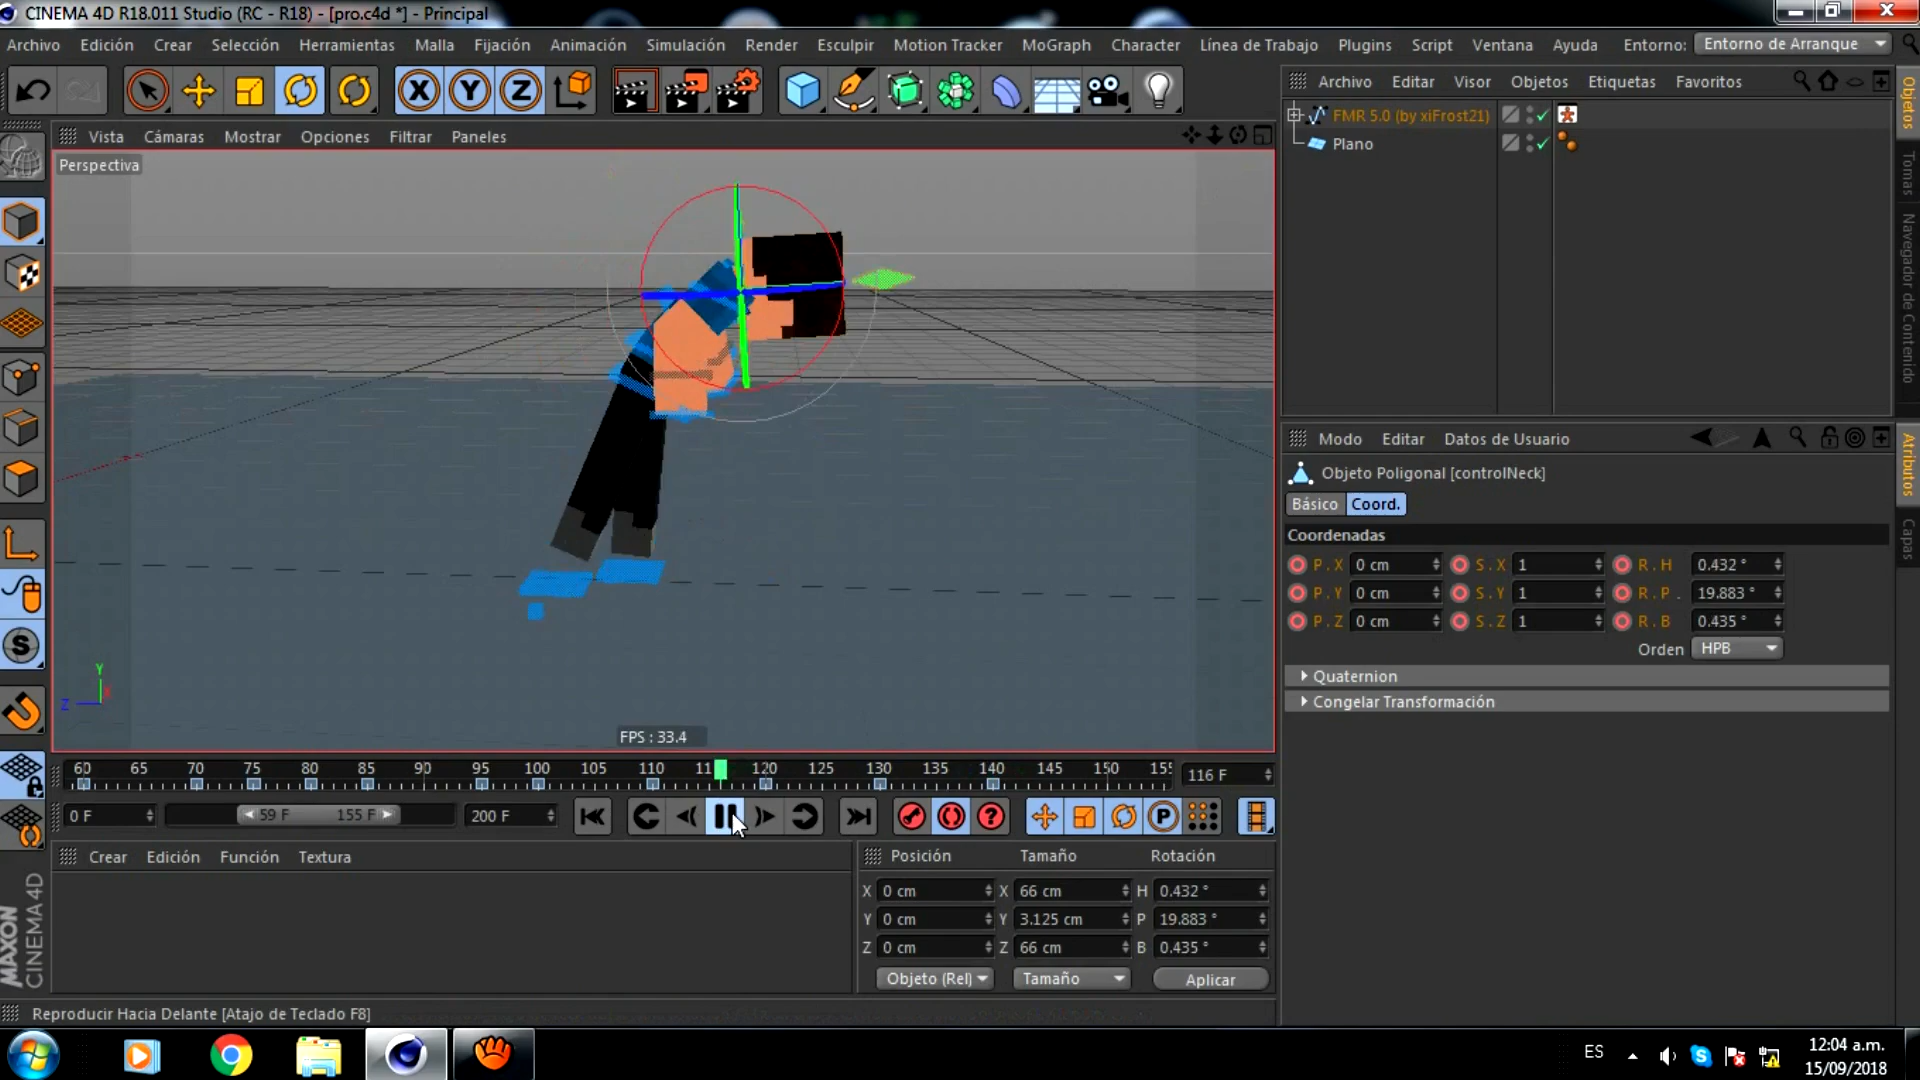 CINEMA 4D R18.011 Studio (RC - R18) - [pro.c4d *] - Principal
Archivo Edición Crear Selección Herramientas Malla Fijación Animación Simulación Render Esculpir Motion Tracker MoGraph Character Línea de Trabajo Plugins Script Ventana Ayuda Entorno: Entorno de Arranque
X Y Z
Archivo Editar Visor Objetos Etiquetas Favoritos
FMR 5.0 (by xiFrost21)
Plano
Objetos
Tomas
Navegador de Contenido
Vista Cámaras Mostrar Opciones Filtrar Paneles
Perspectiva
Y
X
Z
FPS : 33.4
Modo Editar Datos de Usuario
Objeto Poligonal [controlNeck]
Básico Coord.
Coordenadas
P . X 0 cm S . X 1 R . H 0.432 °
P . Y 0 cm S . Y 1 R . P . 19.883 °
P . Z 0 cm S . Z 1 R . B 0.435 °
Orden HPB
Quaternion
Congelar Transformación
Atributos
Capas
60 65 70 75 80 85 90 95 100 105 110 11 120 125 130 135 140 145 150 155 116 F
0 F 59 F 155 F 200 F
P
Crear Edición Función Textura
Posición Tamaño Rotación
X 0 cm X 66 cm H 0.432 °
Y 0 cm Y 3.125 cm P 19.883 °
Z 0 cm Z 66 cm B 0.435 °
Objeto (Rel) Tamaño Aplicar
MAXON
CINEMA 4D
Reproducir Hacia Delante [Atajo de Teclado F8]
ES
12:04 a.m.
15/09/2018